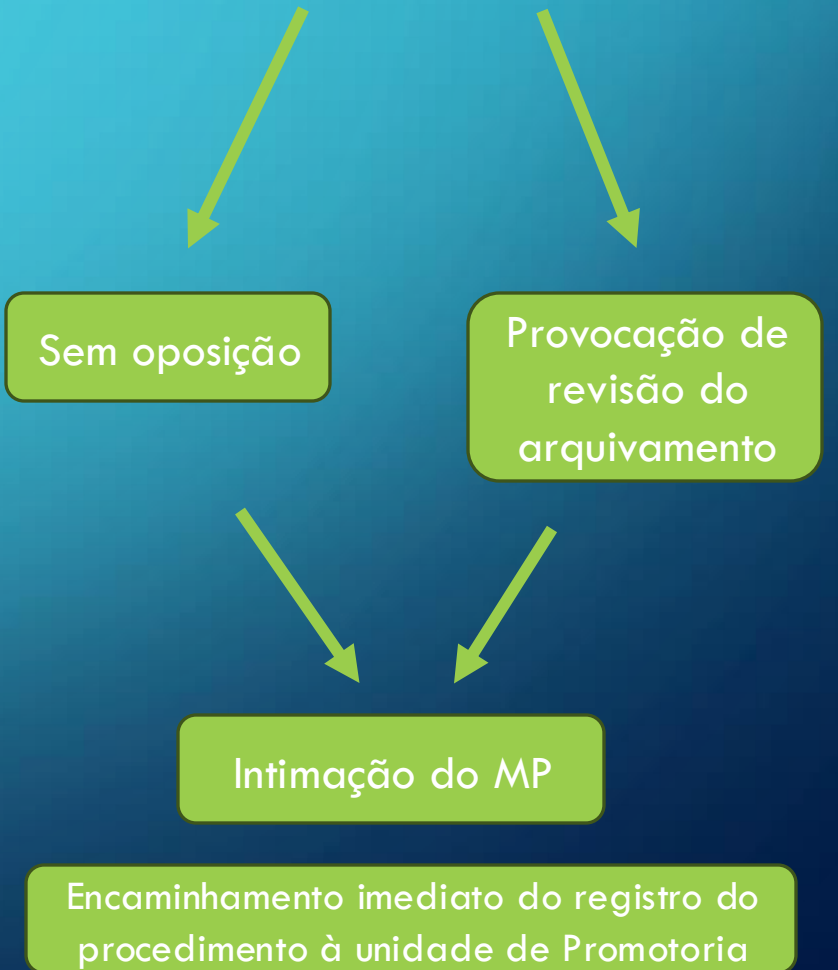 Sem oposição
Provocação de
revisão do
arquivamento
Intimação do MP
Encaminhamento imediato do registro do
procedimento à unidade de Promotoria